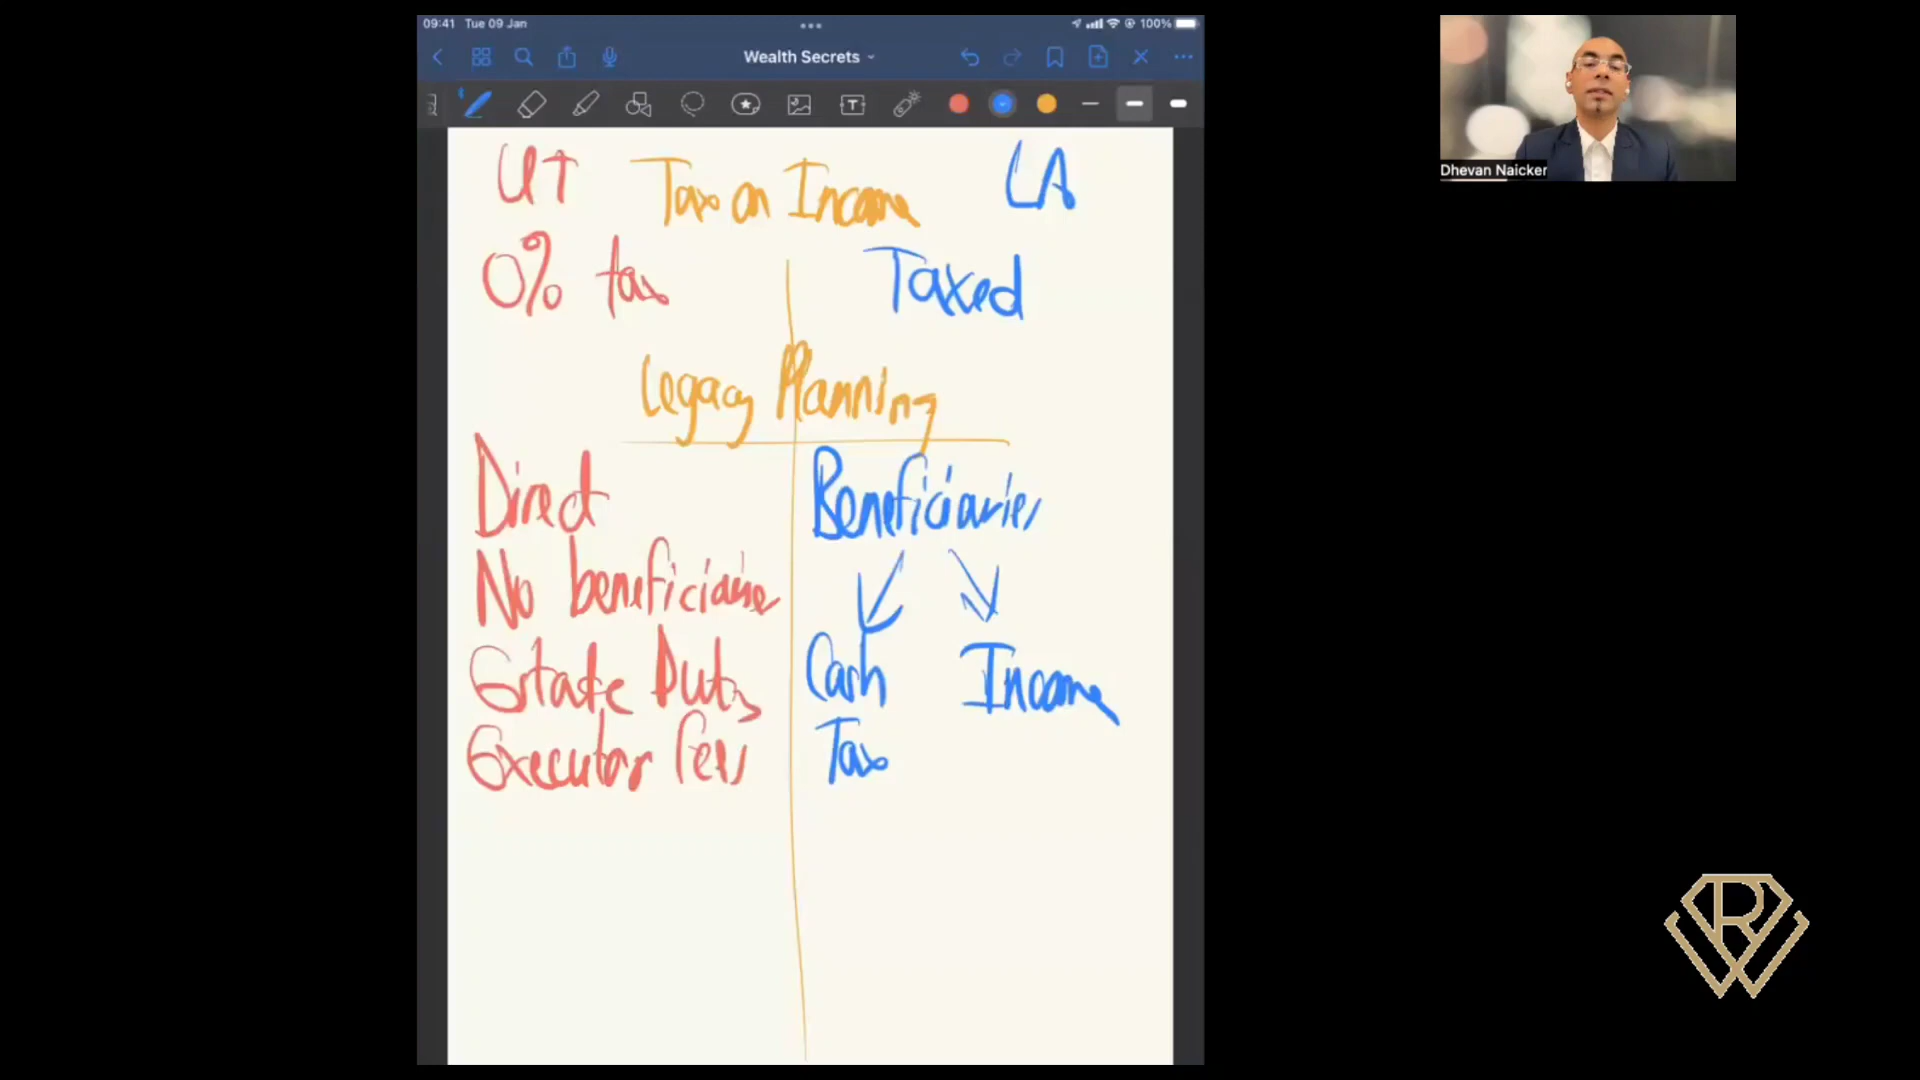 09:41 Tue 09 Jan 100%
Wealth Secrets
T
Dhevan Naicker
UT Tax on Income LA
0% tax Taxed
Legacy Planning
Direct Beneficiaries
No beneficiaries
Estate Duty Cash Income
Executor Fees Tax
RW